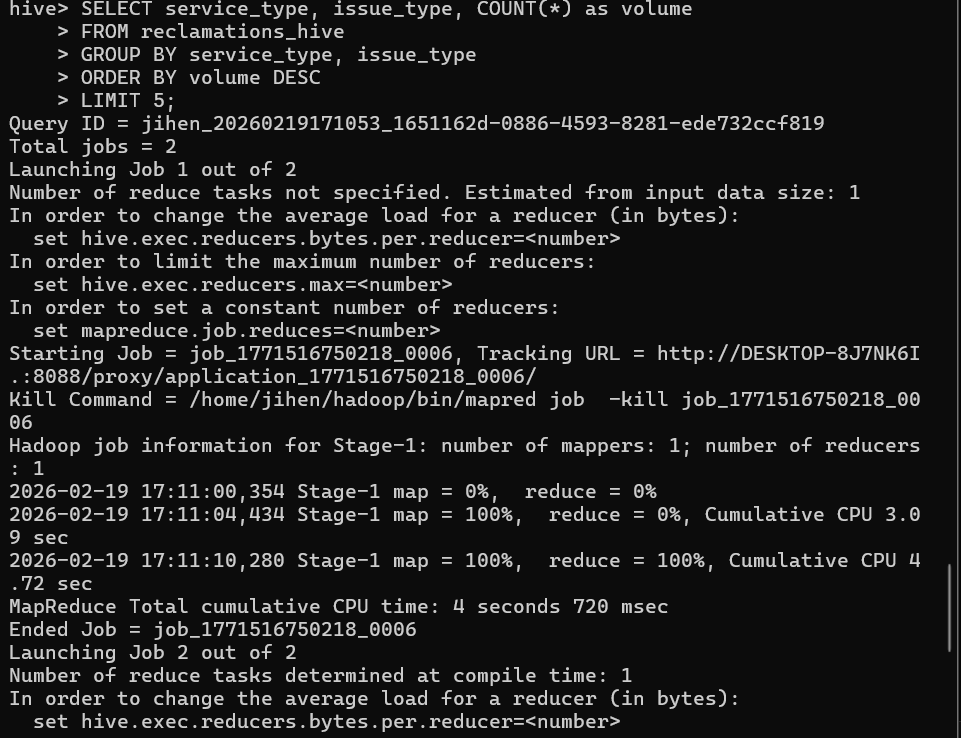 hive> SELECT service_type, issue_type, COUNT(*) as volume
    > FROM reclamations_hive
    > GROUP BY service_type, issue_type
    > ORDER BY volume DESC
    > LIMIT 5;
Query ID = jihen_20260219171053_1651162d-0886-4593-8281-ede732ccf819
Total jobs = 2
Launching Job 1 out of 2
Number of reduce tasks not specified. Estimated from input data size: 1
In order to change the average load for a reducer (in bytes):
  set hive.exec.reducers.bytes.per.reducer=<number>
In order to limit the maximum number of reducers:
  set hive.exec.reducers.max=<number>
In order to set a constant number of reducers:
  set mapreduce.job.reduces=<number>
Starting Job = job_1771516750218_0006, Tracking URL = http://DESKTOP-8J7NK6I
.:8088/proxy/application_1771516750218_0006/
Kill Command = /home/jihen/hadoop/bin/mapred job  -kill job_1771516750218_00
06
Hadoop job information for Stage-1: number of mappers: 1; number of reducers
: 1
2026-02-19 17:11:00,354 Stage-1 map = 0%,  reduce = 0%
2026-02-19 17:11:04,434 Stage-1 map = 100%,  reduce = 0%, Cumulative CPU 3.0
9 sec
2026-02-19 17:11:10,280 Stage-1 map = 100%,  reduce = 100%, Cumulative CPU 4
.72 sec
MapReduce Total cumulative CPU time: 4 seconds 720 msec
Ended Job = job_1771516750218_0006
Launching Job 2 out of 2
Number of reduce tasks determined at compile time: 1
In order to change the average load for a reducer (in bytes):
  set hive.exec.reducers.bytes.per.reducer=<number>